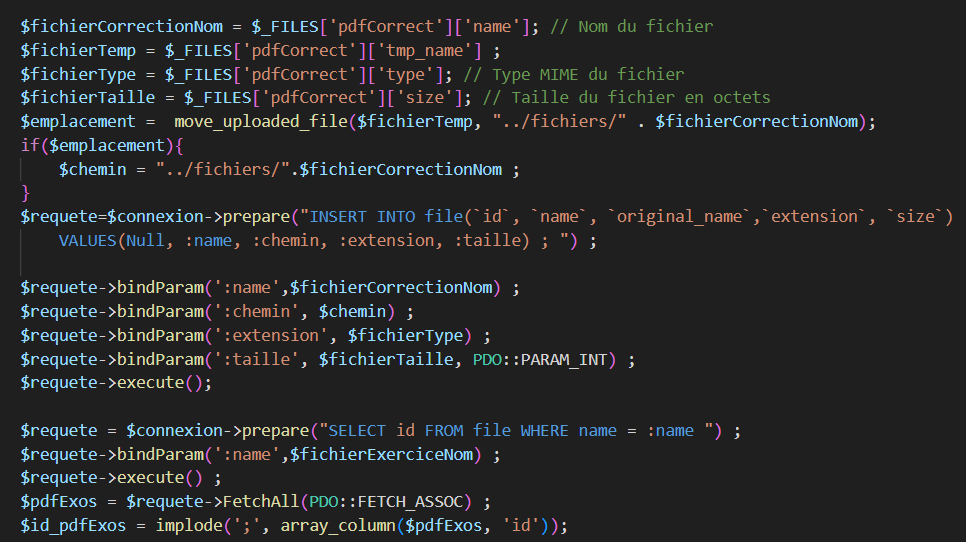 $fichierCorrectionNom = $_FILES['pdfCorrect']['name']; // Nom du fichier
$fichierTemp = $_FILES['pdfCorrect']['tmp_name'] ;
$fichierType = $_FILES['pdfCorrect']['type']; // Type MIME du fichier
$fichierTaille = $_FILES['pdfCorrect']['size']; // Taille du fichier en octets
$emplacement =  move_uploaded_file($fichierTemp, "../fichiers/" . $fichierCorrectionNom);
if($emplacement){
    $chemin = "../fichiers/".$fichierCorrectionNom ;
}
$requete=$connexion->prepare("INSERT INTO file(`id`, `name`, `original_name`,`extension`, `size`)
    VALUES(Null, :name, :chemin, :extension, :taille) ; ") ;

$requete->bindParam(':name',$fichierCorrectionNom) ;
$requete->bindParam(':chemin', $chemin) ;
$requete->bindParam(':extension', $fichierType) ;
$requete->bindParam(':taille', $fichierTaille, PDO::PARAM_INT) ;
$requete->execute();

$requete = $connexion->prepare("SELECT id FROM file WHERE name = :name ") ;
$requete->bindParam(':name',$fichierExerciceNom) ;
$requete->execute() ;
$pdfExos = $requete->FetchAll(PDO::FETCH_ASSOC) ;
$id_pdfExos = implode(';', array_column($pdfExos, 'id'));